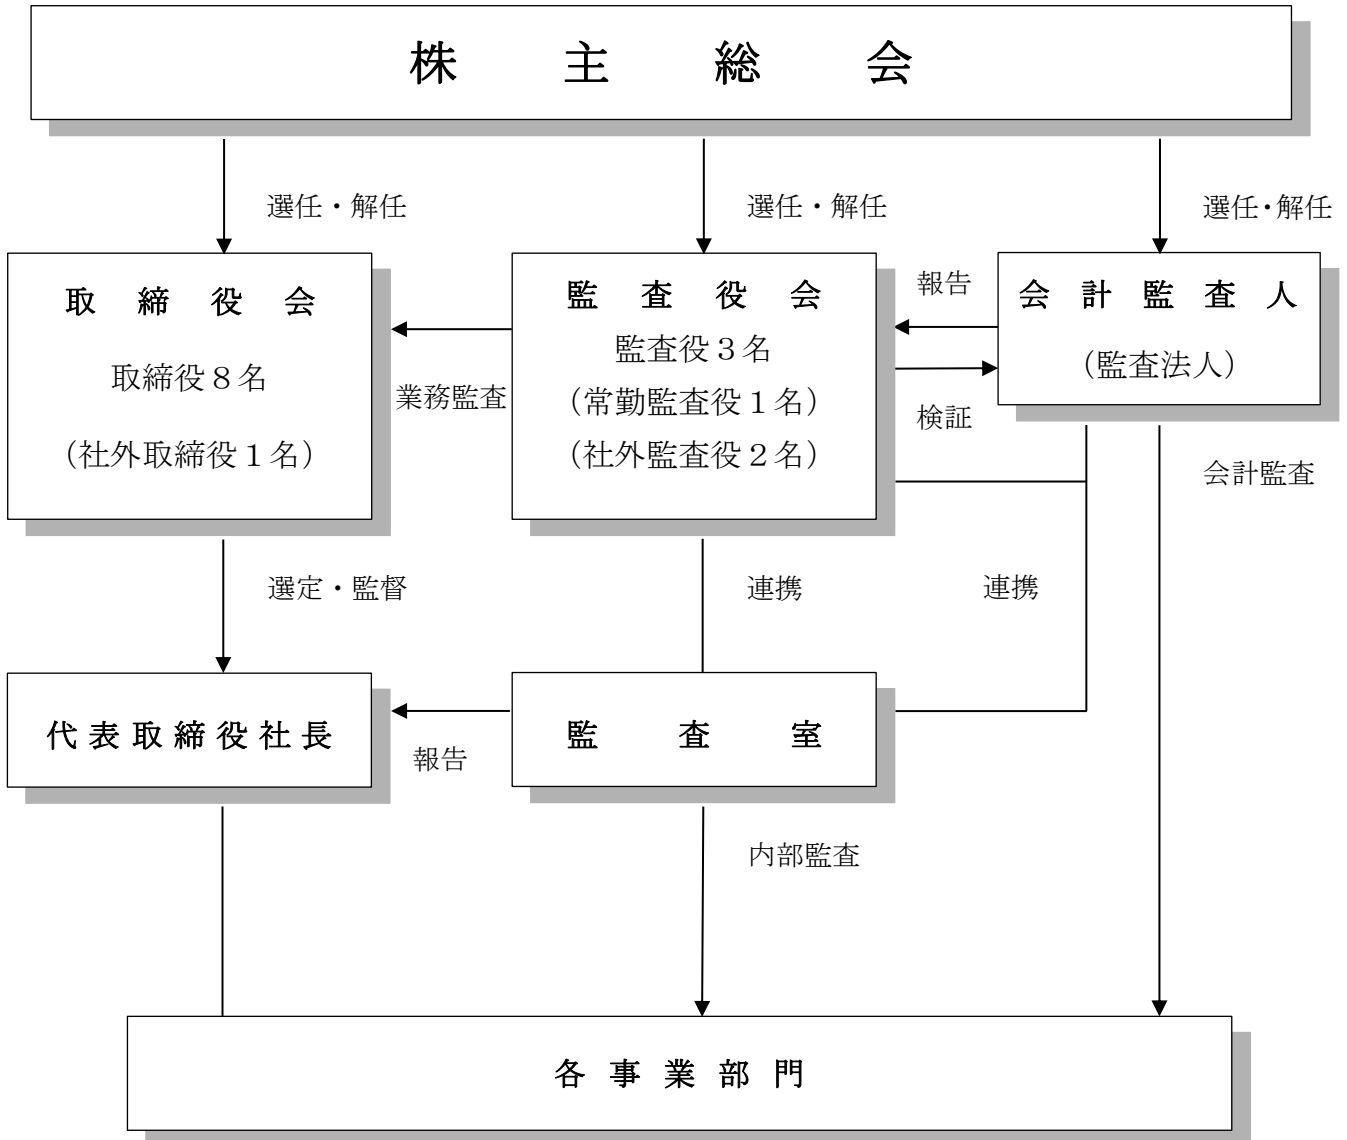 株主総会
選任・解任
選任・解任
選任・解任
取締役会
取締役８名
（社外取締役１名）
業務監査
監査役会
監査役３名
（常勤監査役１名）
（社外監査役２名）
報告
検証
会計監査人
（監査法人）
会計監査
選定・監督
連携
連携
代表取締役社長
報告
監査室
内部監査
各事業部門